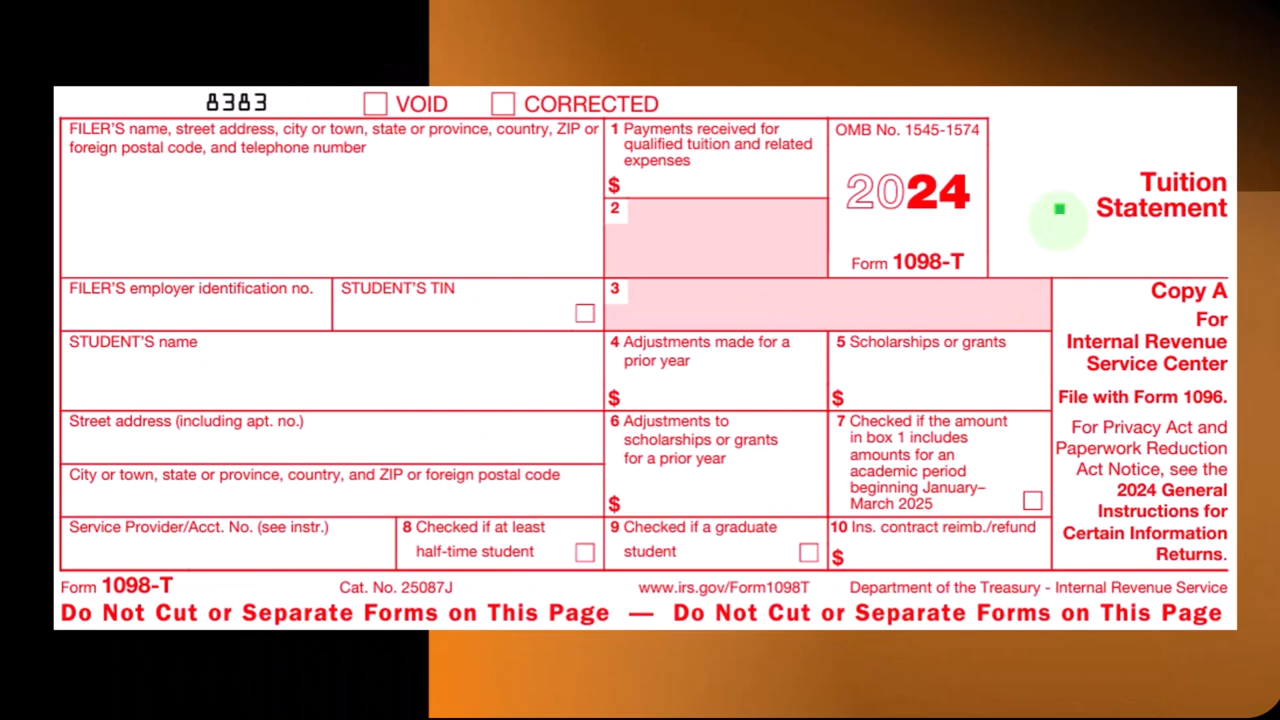 8383 VOID CORRECTED
FILER'S name, street address, city or town, state or province, country, ZIP or
foreign postal code, and telephone number
1 Payments received for
qualified tuition and related
expenses
$
2
OMB No. 1545-1574
2024
Form 1098-T
Tuition
Statement
FILER'S employer identification no.
STUDENT'S TIN
3
Copy A
For
Internal Revenue
Service Center
File with Form 1096.
For Privacy Act and
Paperwork Reduction
Act Notice, see the
2024 General
Instructions for
Certain Information
Returns.
STUDENT'S name
4 Adjustments made for a
prior year
$
5 Scholarships or grants
$
Street address (including apt. no.)
City or town, state or province, country, and ZIP or foreign postal code
6 Adjustments to
scholarships or grants
for a prior year
$
7 Checked if the amount
in box 1 includes
amounts for an
academic period
beginning January–
March 2025
Service Provider/Acct. No. (see instr.)
8 Checked if at least
half-time student
9 Checked if a graduate
student
10 Ins. contract reimb./refund
$
Form 1098-T Cat. No. 25087J www.irs.gov/Form1098T Department of the Treasury - Internal Revenue Service
Do Not Cut or Separate Forms on This Page — Do Not Cut or Separate Forms on This Page